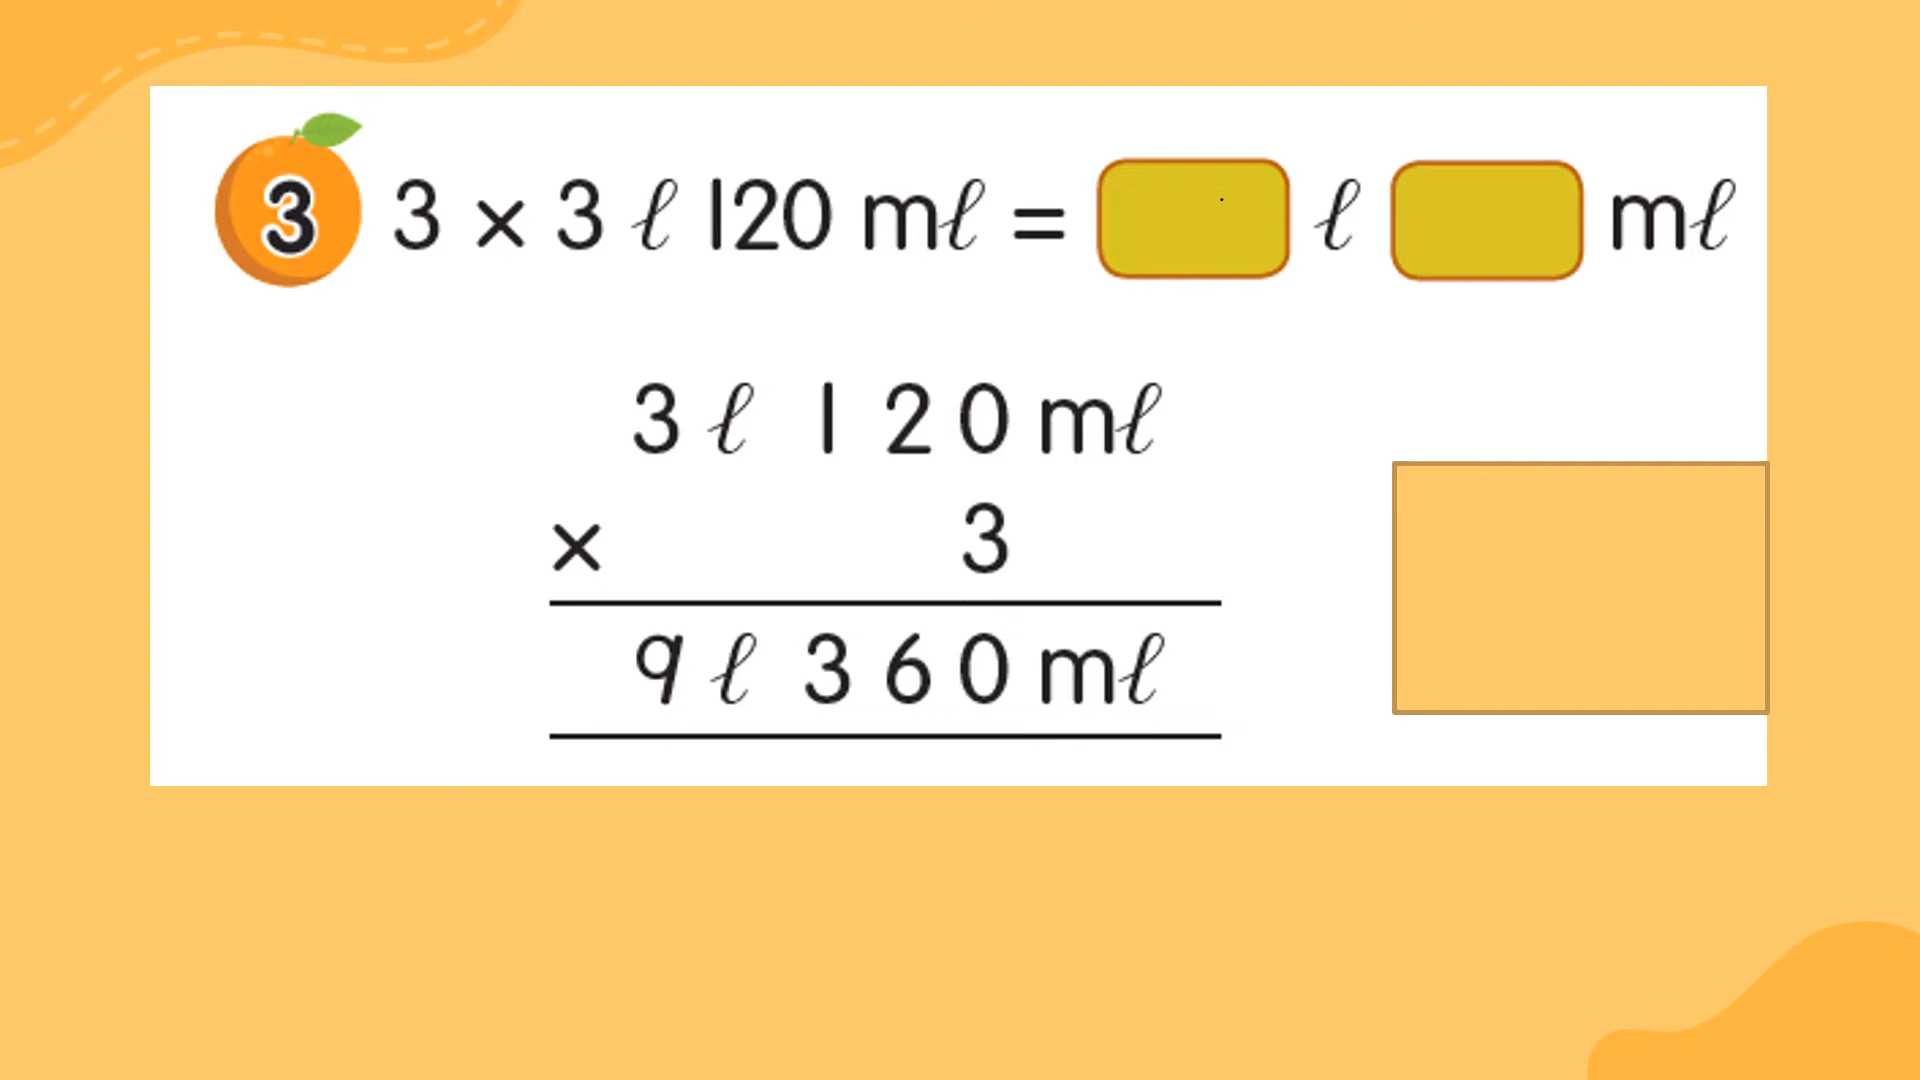 3 3 × 3 ℓ 120 mℓ = ℓ mℓ
3 ℓ 1 2 0 mℓ
× 3
9 ℓ 3 6 0 mℓ